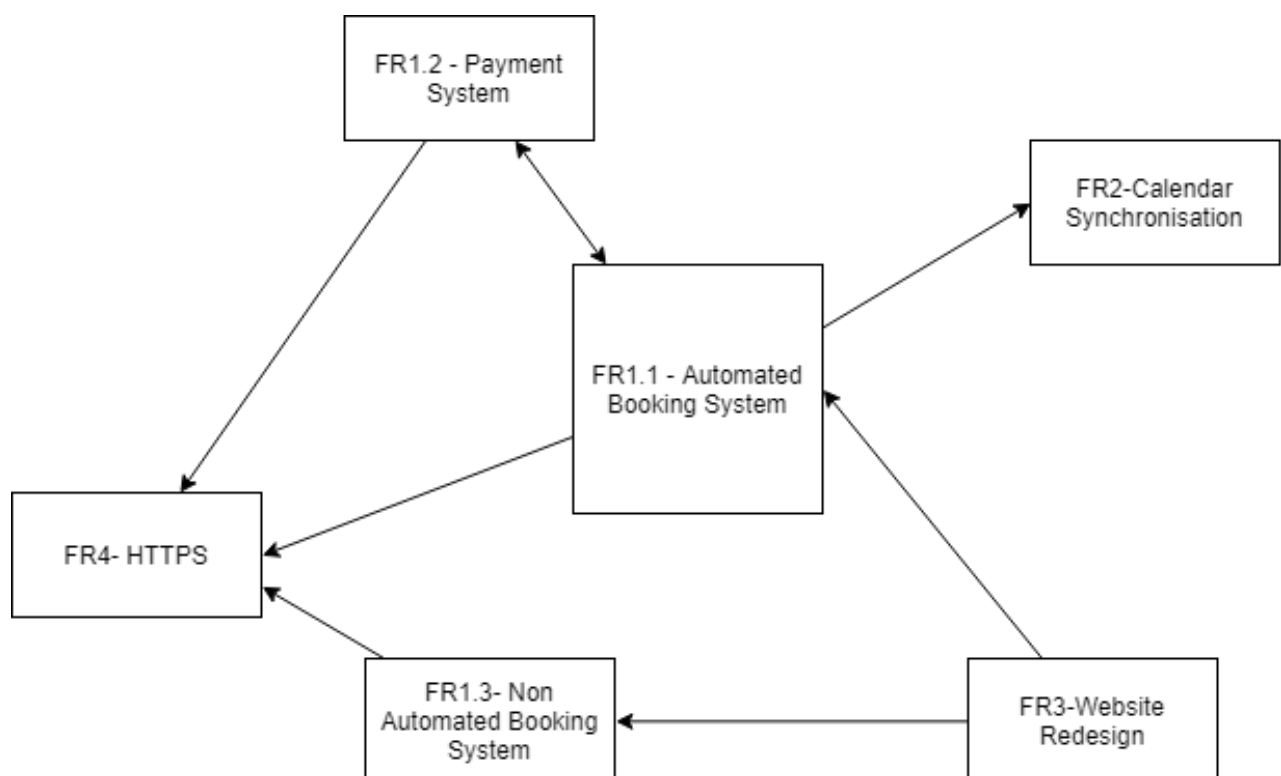 FR1.2 - Payment
System
FR2-Calendar
Synchronisation
FR1.1 - Automated
Booking System
FR4- HTTPS
FR1.3- Non
Automated Booking
System
FR3-Website
Redesign